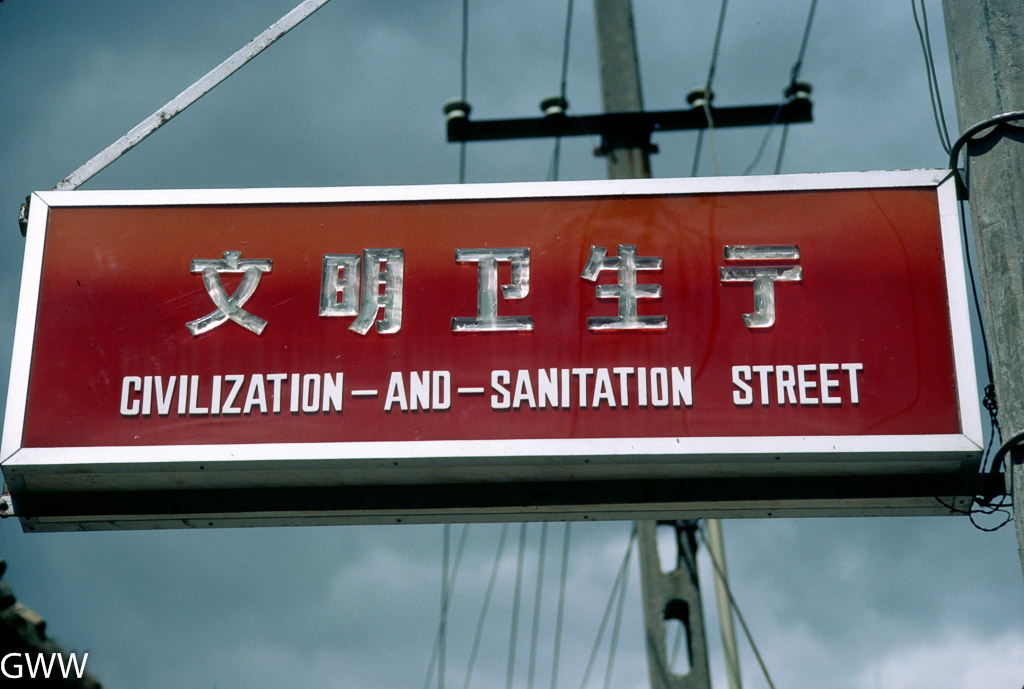 文明卫生亍
CIVILIZATION-AND-SANITATION STREET
GWW